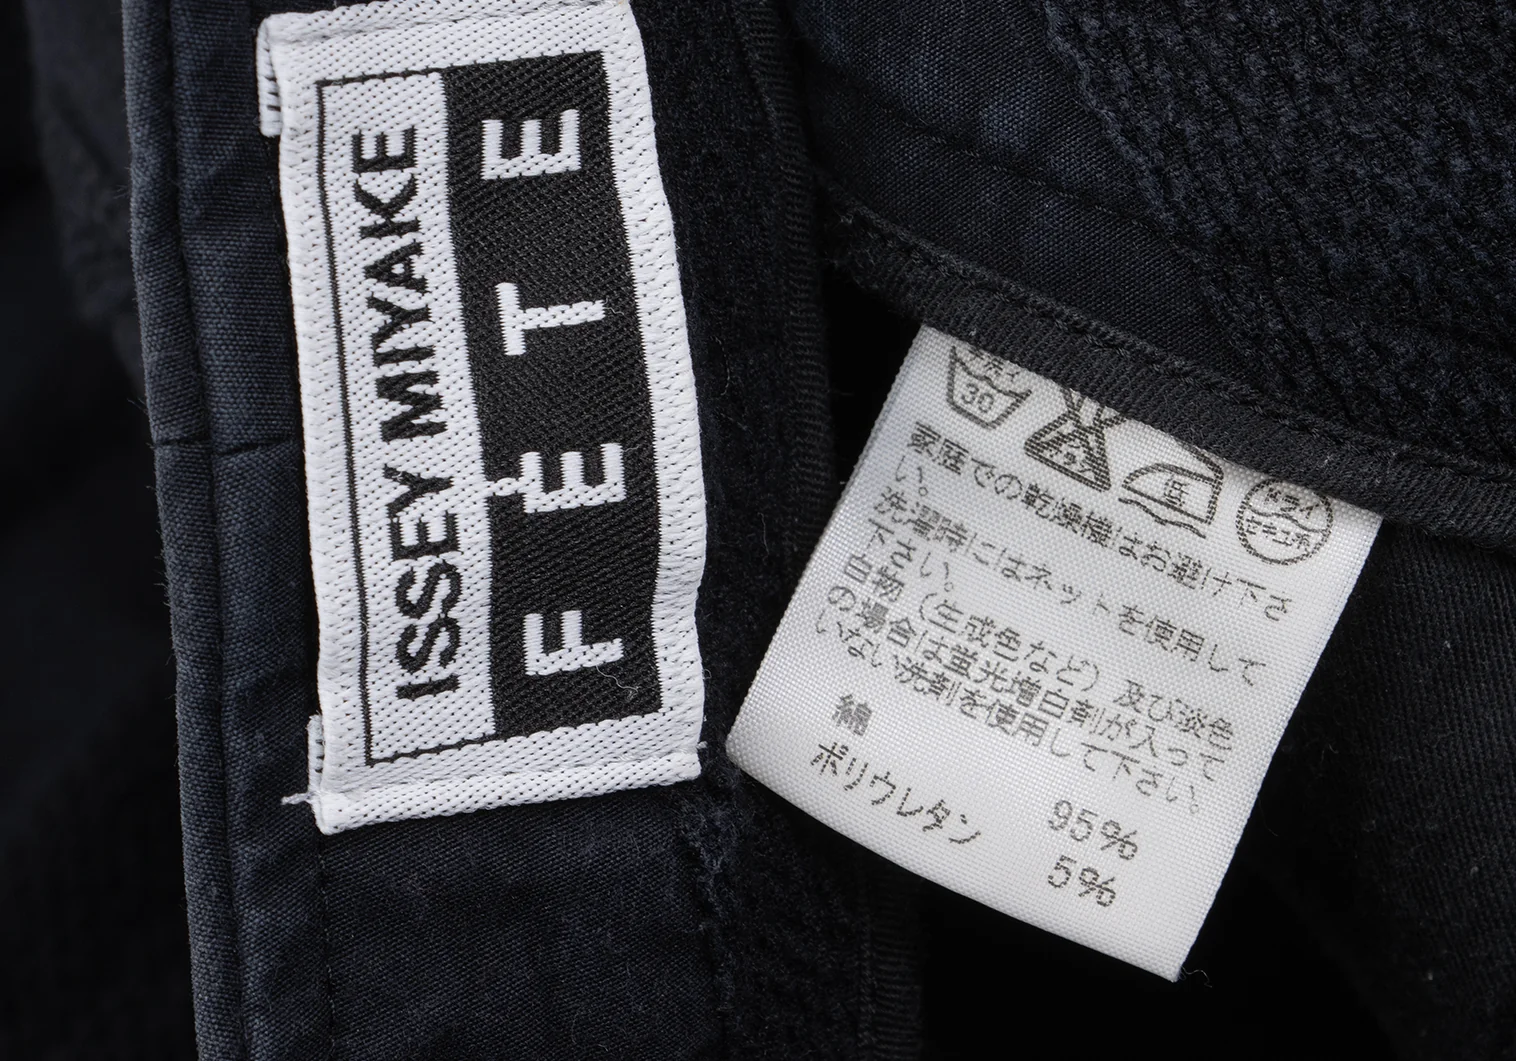 ISSEY MIYAKE
FÊTE
30
家庭での乾燥機はお避け下さ
い。
洗濯時にはネットを使用して
下さい。
白物（生成色など）及び淡色
の場合は蛍光増白剤が入って
いない洗剤を使用して下さい。
綿 95%
ポリウレタン 5%